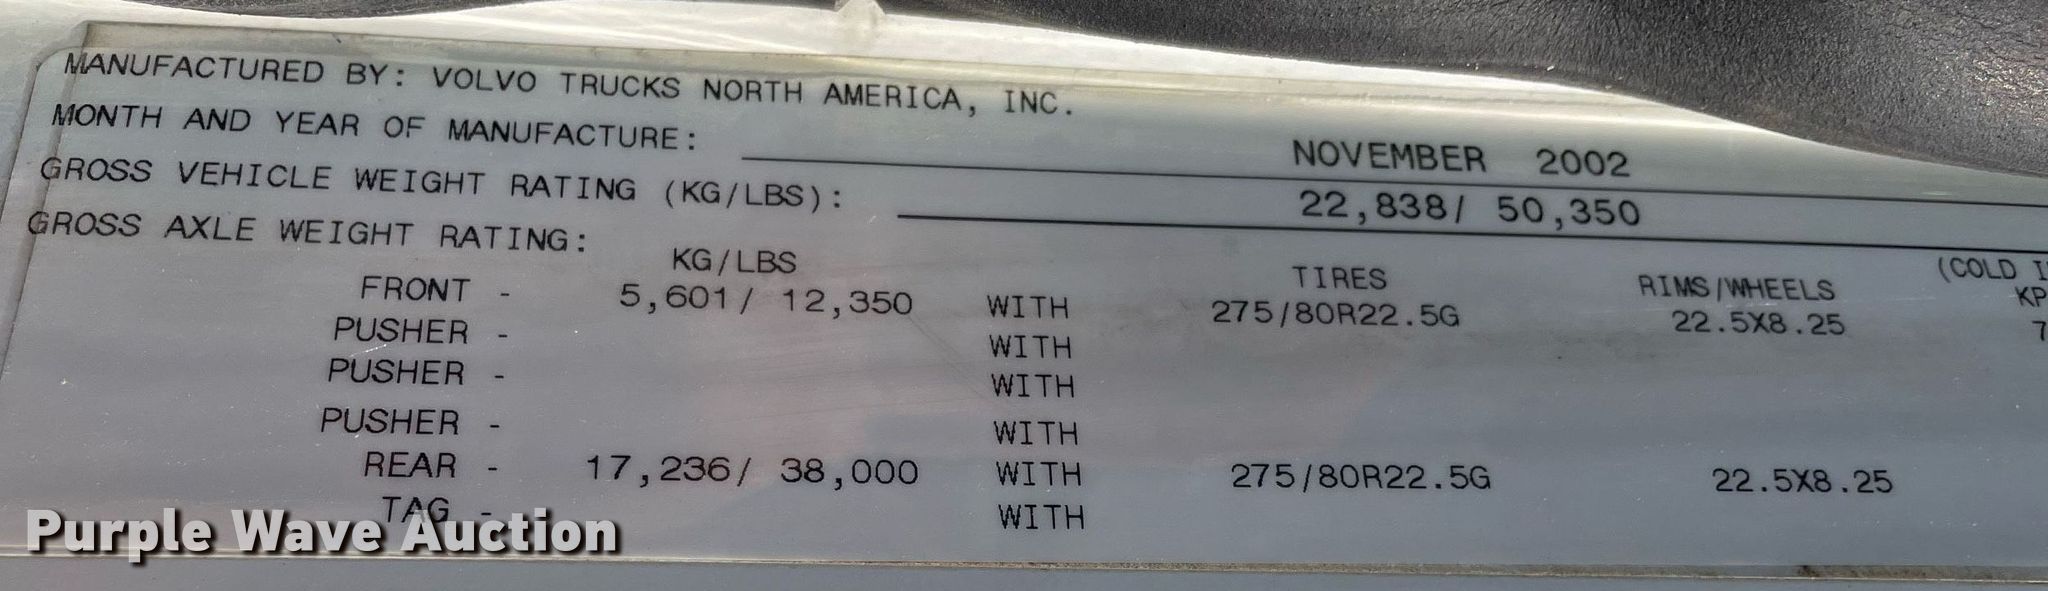 MANUFACTURED BY: VOLVO TRUCKS NORTH AMERICA, INC.
MONTH AND YEAR OF MANUFACTURE: NOVEMBER 2002
GROSS VEHICLE WEIGHT RATING (KG/LBS): 22,838/ 50,350
GROSS AXLE WEIGHT RATING:
KG/LBS TIRES RIMS/WHEELS (COLD
FRONT - 5,601/ 12,350 WITH 275/80R22.5G 22.5X8.25
PUSHER - WITH
PUSHER - WITH
PUSHER - WITH
REAR - 17,236/ 38,000 WITH 275/80R22.5G 22.5X8.25
TAG - WITH
Purple Wave Auction